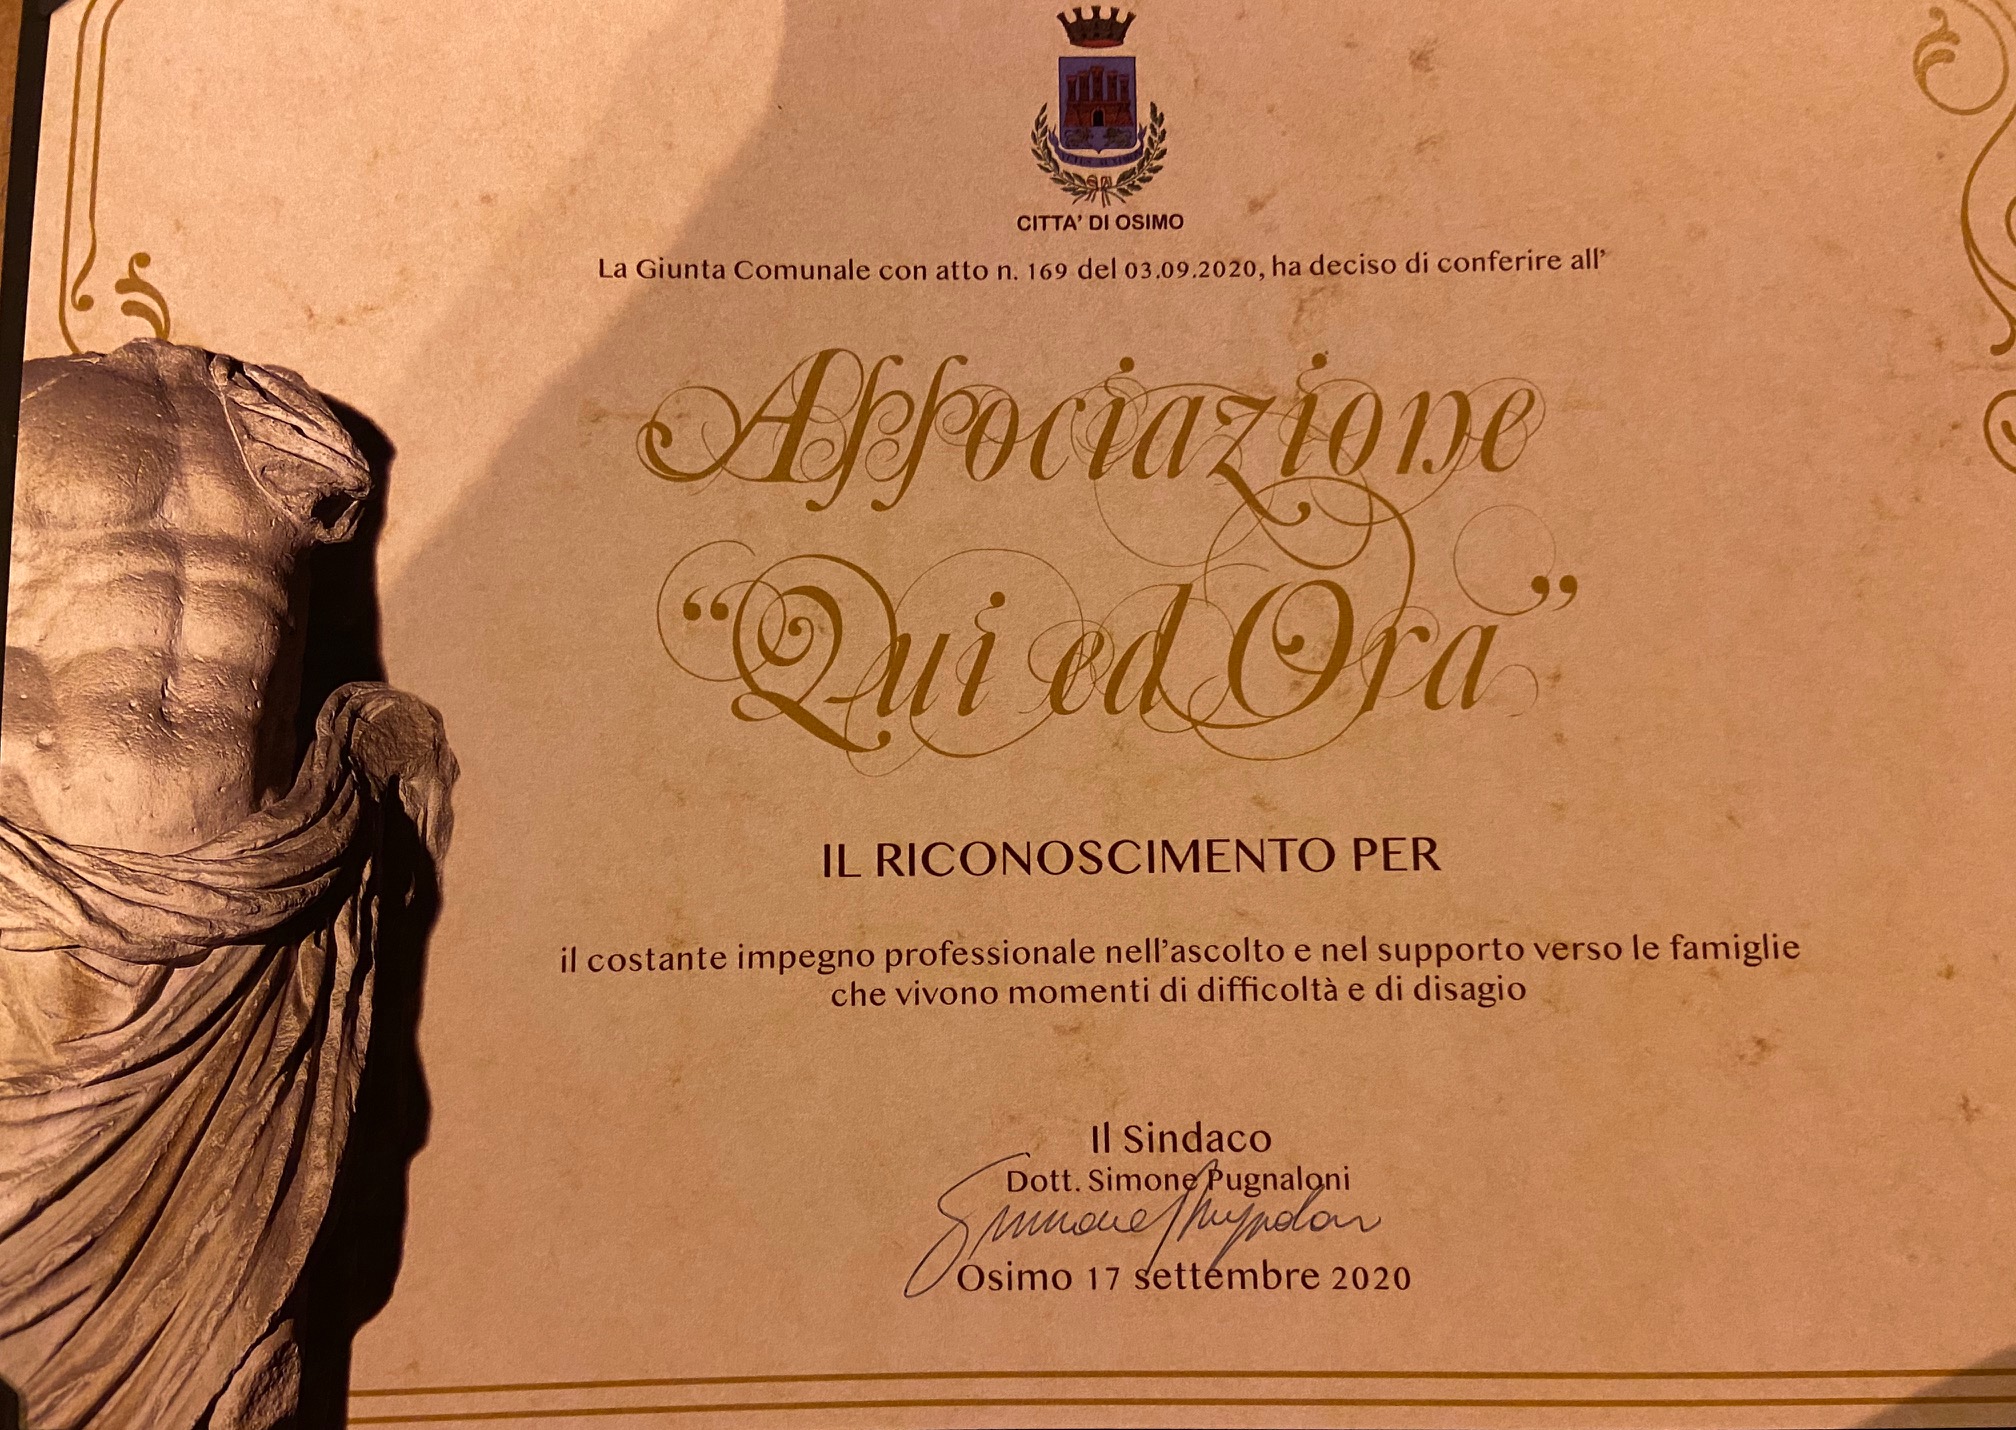 CITTA' DI OSIMO
La Giunta Comunale con atto n. 169 del 03.09.2020, ha deciso di conferire all'
Associazione
“Qui ed Ora”
IL RICONOSCIMENTO PER
il costante impegno professionale nell'ascolto e nel supporto verso le famiglie
che vivono momenti di difficoltà e di disagio
Il Sindaco
Dott. Simone Pugnaloni
Osimo 17 settembre 2020